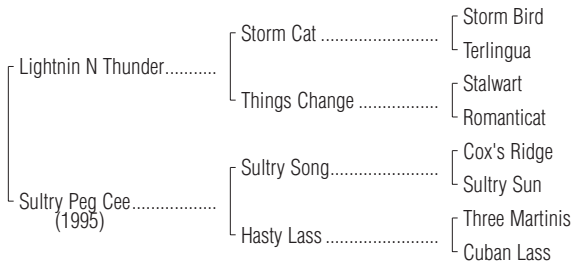 Storm Bird
Storm Cat ............................
Terlingua
Lightnin N Thunder...........
Stalwart
Things Change ...................
Romanticat
Cox's Ridge
Sultry Song.........................
Sultry Sun
Sultry Peg Cee..................
(1995)
Three Martinis
Hasty Lass ..........................
Cuban Lass